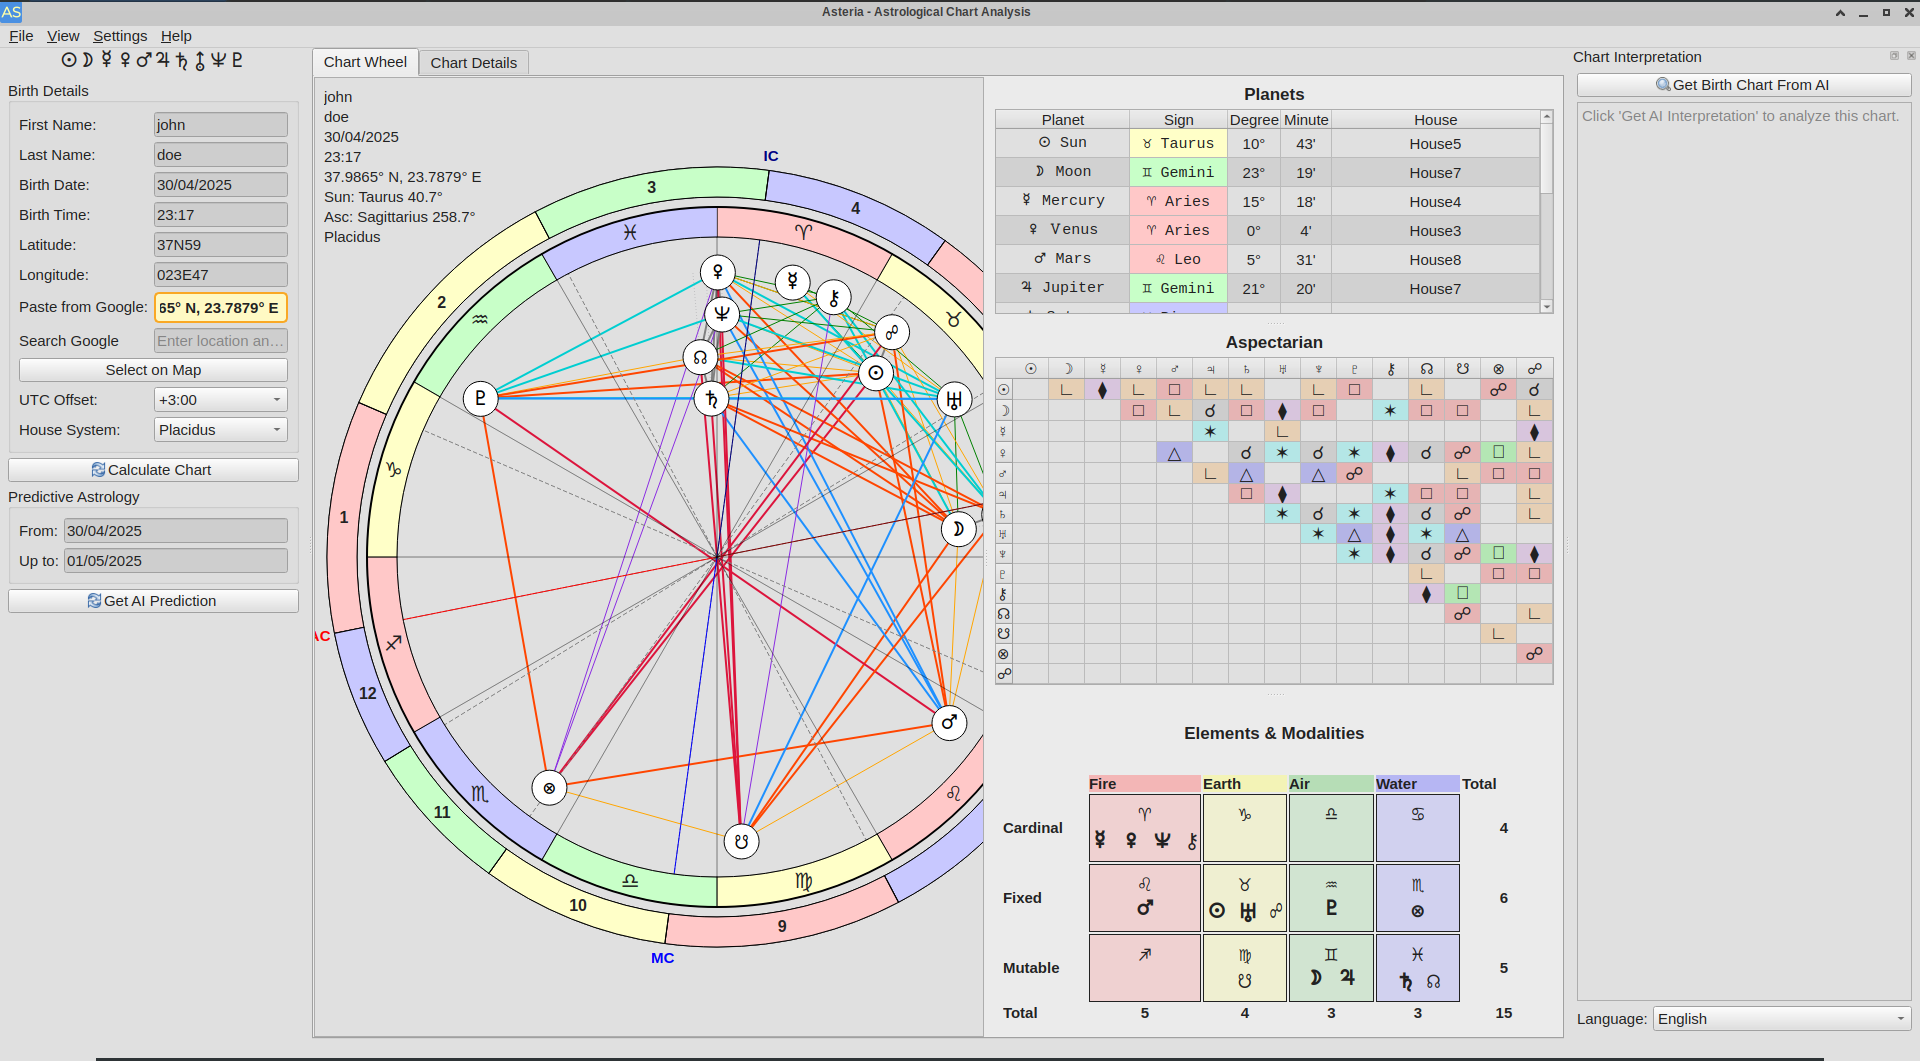 AS
Asteria - Astrological Chart Analysis
File View Settings Help
☉☽☿♀♂♃♄⛢♆♇
Birth Details
First Name: john
Last Name: doe
Birth Date: 30/04/2025
Birth Time: 23:17
Latitude: 37N59
Longitude: 023E47
Paste from Google: 65° N, 23.7879° E
Search Google Enter location an...
Select on Map
UTC Offset: +3:00
House System: Placidus
Calculate Chart
Predictive Astrology
From: 30/04/2025
Up to: 01/05/2025
Get AI Prediction
Chart Wheel Chart Details
john
doe
30/04/2025
23:17
37.9865° N, 23.7879° E
Sun: Taurus 40.7°
Asc: Sagittarius 258.7°
Placidus
IC
3
4
2
1
AC
12
11
10
9
MC
Planets
Planet Sign Degree Minute House
☉ Sun ♉ Taurus 10° 43' House5
☽ Moon ♊ Gemini 23° 19' House7
☿ Mercury ♈ Aries 15° 18' House4
♀ Venus ♈ Aries 0° 4' House3
♂ Mars ♌ Leo 5° 31' House8
♃ Jupiter ♊ Gemini 21° 20' House7
Aspectarian
Elements & Modalities
Fire Earth Air Water Total
Cardinal 4
Fixed 6
Mutable 5
Total 5 4 3 3 15
Chart Interpretation
Get Birth Chart From AI
Click 'Get AI Interpretation' to analyze this chart.
Language: English